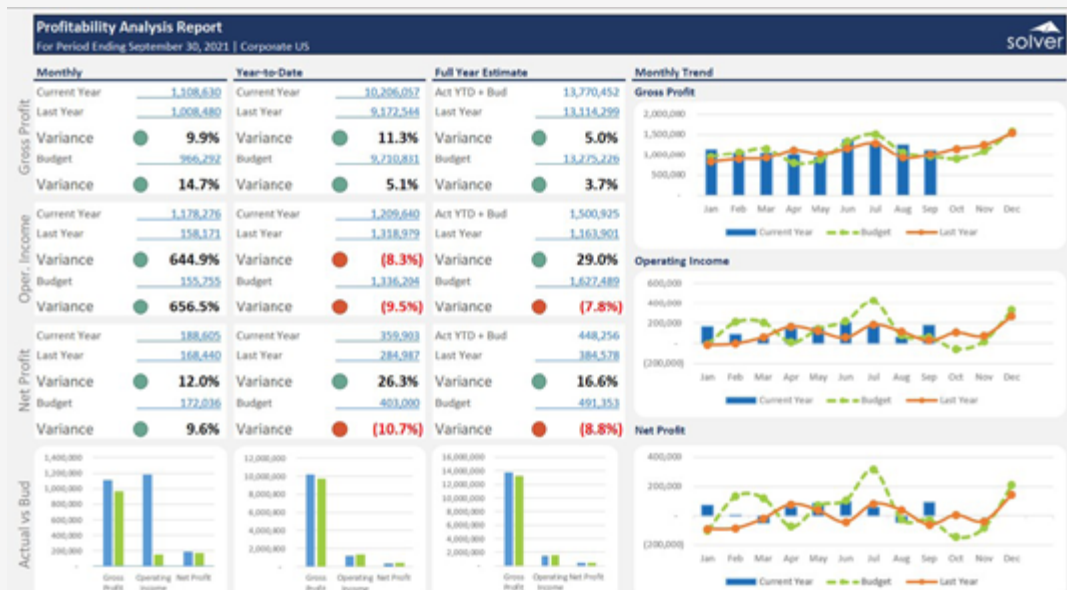 Profitability Analysis Report
For Period Ending September 30, 2021 | Corporate US
solver
Monthly
Year-to-Date
Full Year Estimate
Monthly Trend
Gross Profit
Current Year 1,108,630 Current Year 10,206,057 Act YTD + Bud 13,770,452
Last Year 1,008,480 Last Year 9,172,544 Last Year 13,114,299
Variance 9.9% Variance 11.3% Variance 5.0%
Budget 966,292 Budget 9,710,831 Budget 13,275,226
Variance 14.7% Variance 5.1% Variance 3.7%
Oper. Income
Current Year 1,178,276 Current Year 1,209,640 Act YTD + Bud 1,500,925
Last Year 158,171 Last Year 1,318,979 Last Year 1,163,901
Variance 644.9% Variance (8.3%) Variance 29.0%
Budget 155,755 Budget 1,336,204 Budget 1,627,489
Variance 656.5% Variance (9.5%) Variance (7.8%)
Net Profit
Current Year 188,605 Current Year 359,903 Act YTD + Bud 448,256
Last Year 168,440 Last Year 284,987 Last Year 384,578
Variance 12.0% Variance 26.3% Variance 16.6%
Budget 172,036 Budget 403,000 Budget 491,353
Variance 9.6% Variance (10.7%) Variance (8.8%)
Actual vs Bud
1,400,000
1,200,000
1,000,000
800,000
600,000
400,000
200,000
-
Gross Profit Operating Income Net Profit
12,000,000
10,000,000
8,000,000
6,000,000
4,000,000
2,000,000
-
Gross Profit Operating Income Net Profit
16,000,000
14,000,000
12,000,000
10,000,000
8,000,000
6,000,000
4,000,000
2,000,000
-
Gross Profit Operating Income Net Profit
Gross Profit
2,000,000
1,500,000
1,000,000
500,000
-
Jan Feb Mar Apr May Jun Jul Aug Sep Oct Nov Dec
Current Year Budget Last Year
Operating Income
600,000
400,000
200,000
-
(200,000)
Jan Feb Mar Apr May Jun Jul Aug Sep Oct Nov Dec
Current Year Budget Last Year
Net Profit
400,000
200,000
-
(200,000)
Jan Feb Mar Apr May Jun Jul Aug Sep Oct Nov Dec
Current Year Budget Last Year